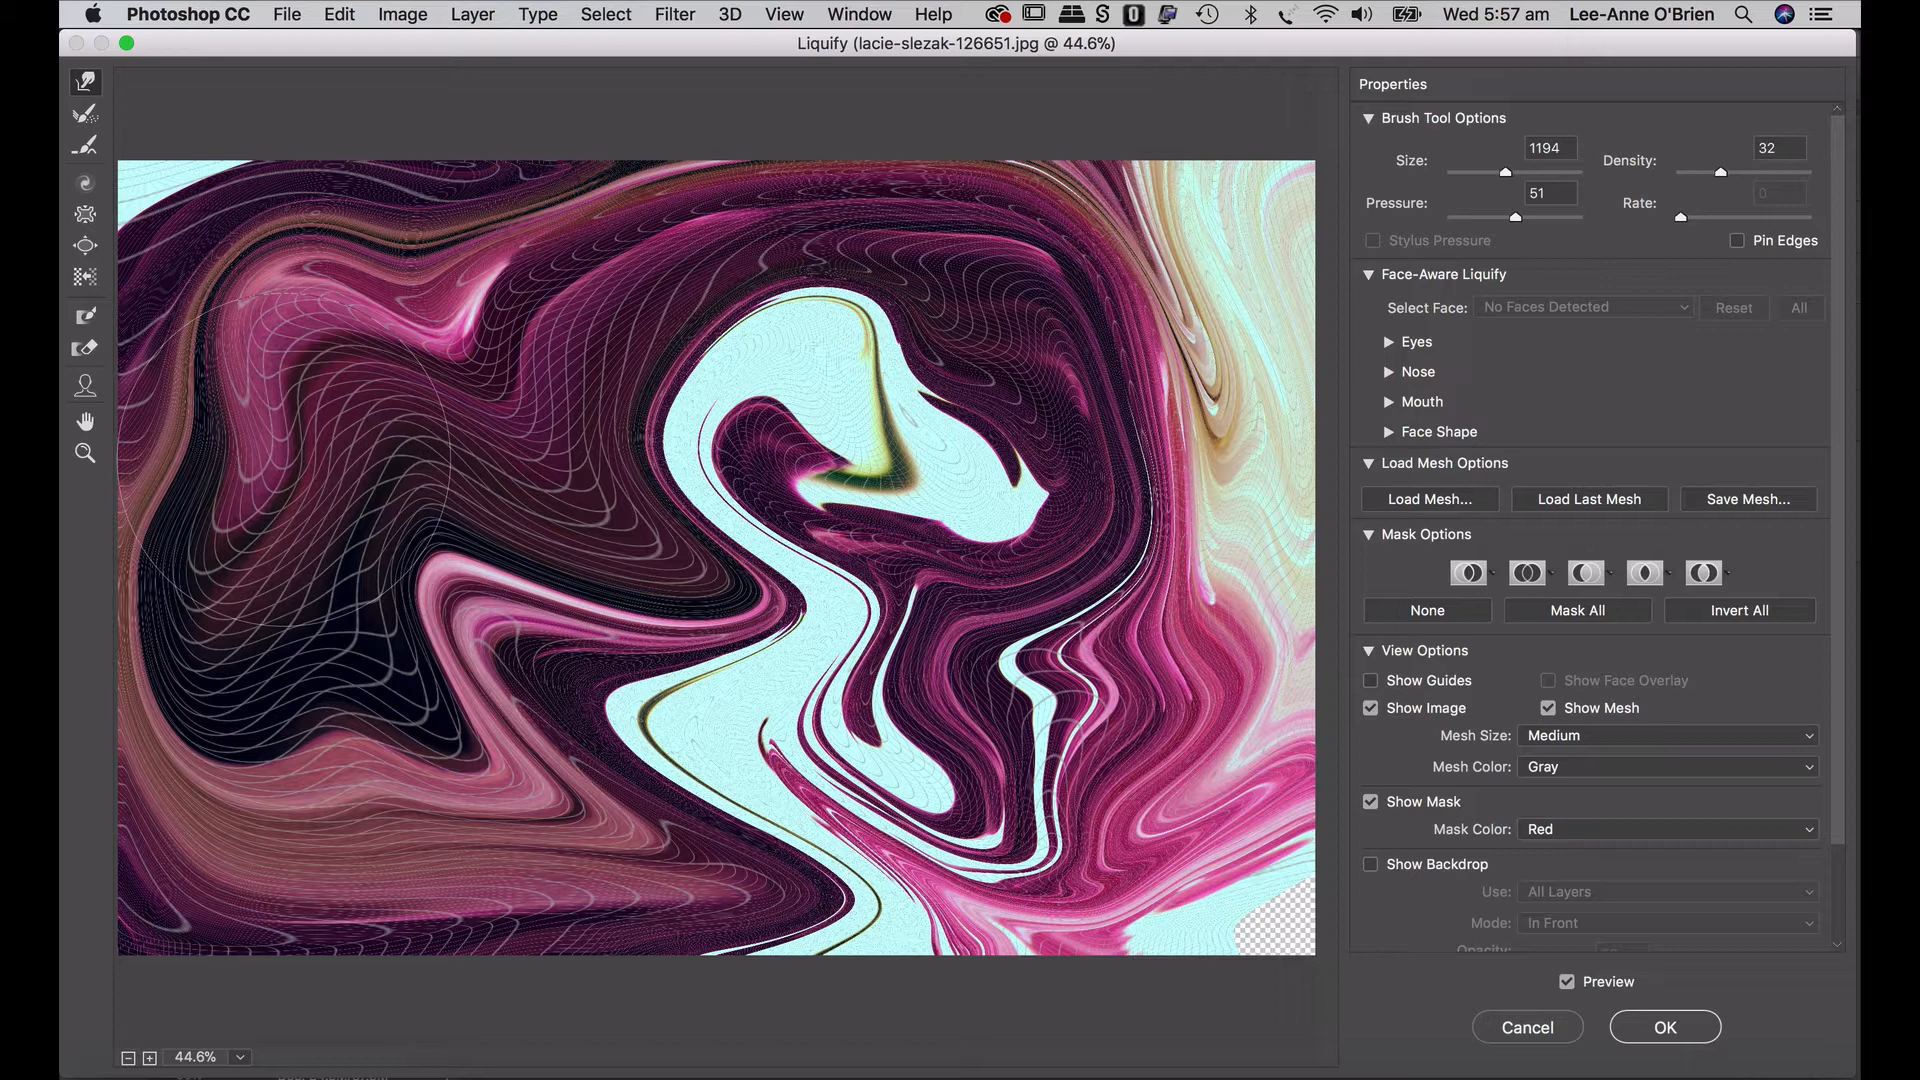 Photoshop CC File Edit Image Layer Type Select Filter 3D View Window Help Wed 5:57 am Lee-Anne O'Brien
Liquify (lacie-slezak-126651.jpg @ 44.6%)
Properties
Brush Tool Options
Size: 1194 Density: 32
Pressure: 51 Rate: 0
Stylus Pressure Pin Edges
Face-Aware Liquify
Select Face: No Faces Detected Reset All
Eyes
Nose
Mouth
Face Shape
Load Mesh Options
Load Mesh... Load Last Mesh Save Mesh...
Mask Options
None Mask All Invert All
View Options
Show Guides Show Face Overlay
Show Image Show Mesh
Mesh Size: Medium
Mesh Color: Gray
Show Mask
Mask Color: Red
Show Backdrop
Use: All Layers
Mode: In Front
Opacity:
Preview
Cancel OK
44.6%